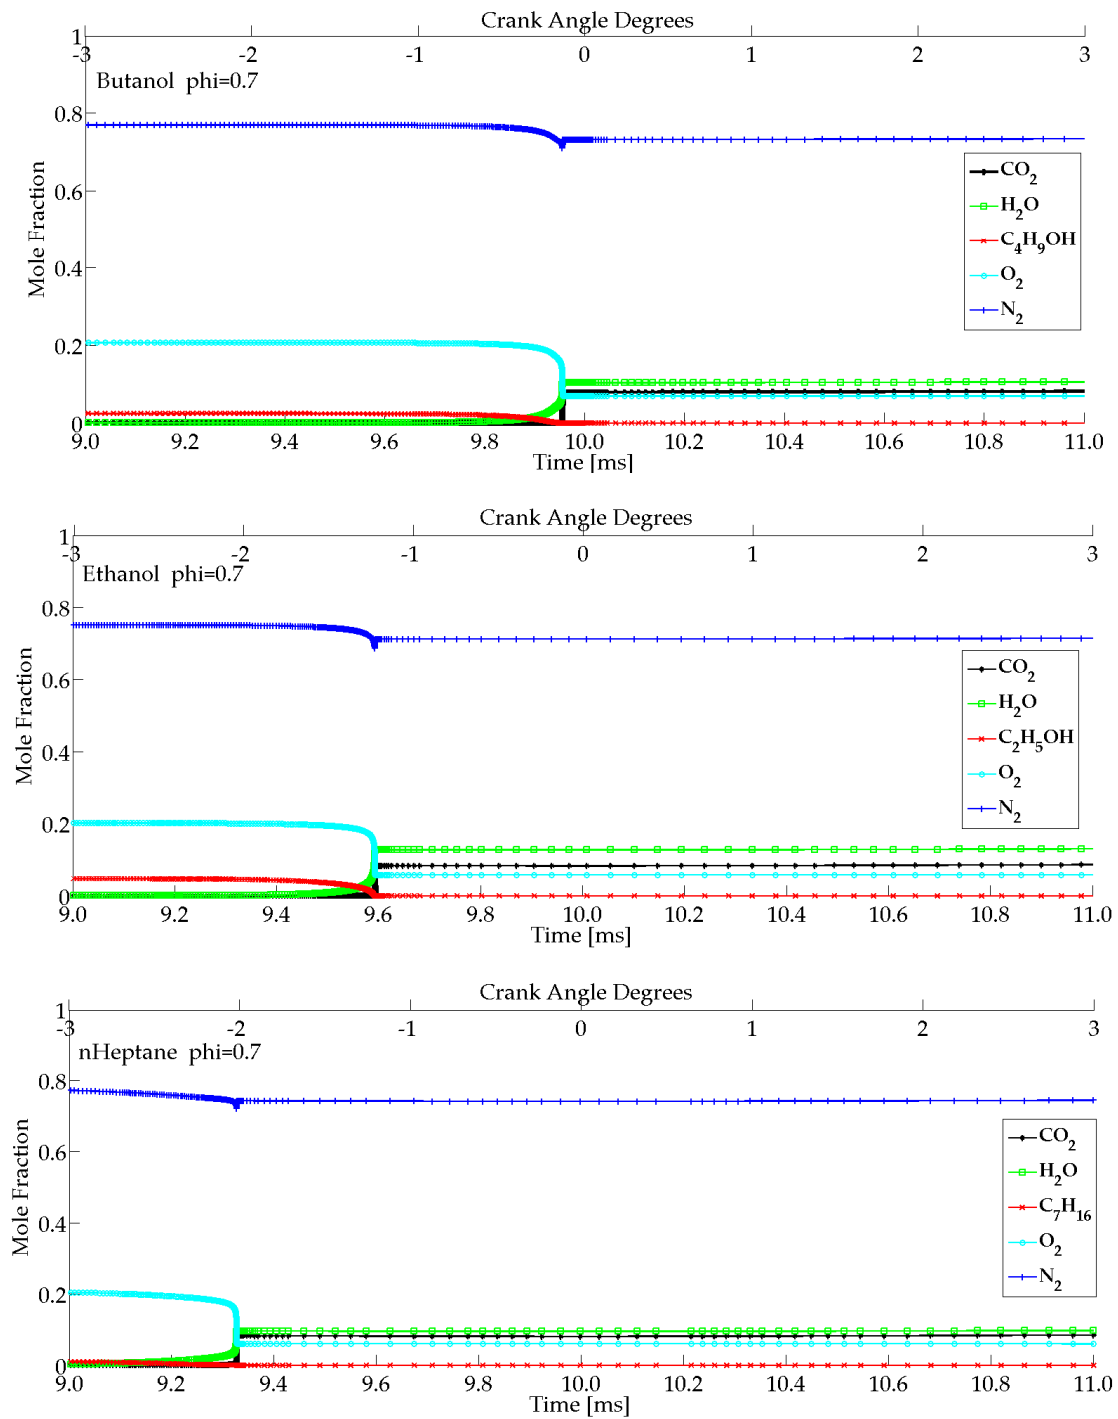 Crank Angle Degrees
1
-3 -2 -1 0 1 2 3
Butanol phi=0.7
0.8
CO2
0.6
H2O
Mole Fraction
C4H9OH
0.4
O2
N2
0.2
0
9.0 9.2 9.4 9.6 9.8 10.0 10.2 10.4 10.6 10.8 11.0
Time [ms]
Crank Angle Degrees
1
-3 -2 -1 0 1 2 3
Ethanol phi=0.7
0.8
CO2
0.6
H2O
Mole Fraction
C2H5OH
0.4
O2
N2
0.2
0
9.0 9.2 9.4 9.6 9.8 10.0 10.2 10.4 10.6 10.8 11.0
Time [ms]
Crank Angle Degrees
1
-3 -2 -1 0 1 2 3
nHeptane phi=0.7
0.8
CO2
0.6
H2O
Mole Fraction
C7H16
0.4
O2
N2
0.2
0
9.0 9.2 9.4 9.6 9.8 10.0 10.2 10.4 10.6 10.8 11.0
Time [ms]